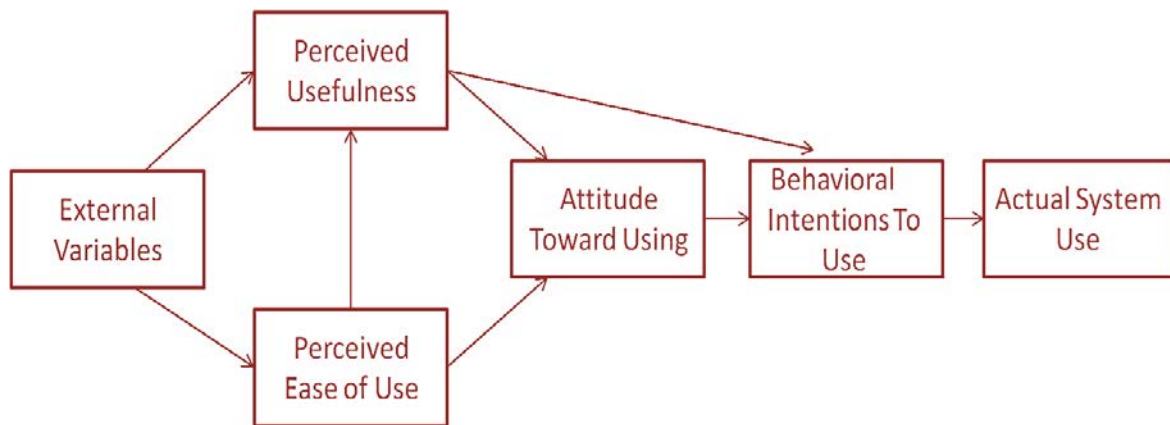 Perceived
Usefulness
External
Variables
Perceived
Ease of Use
Attitude
Toward Using
Behavioral
Intentions To
Use
Actual System
Use